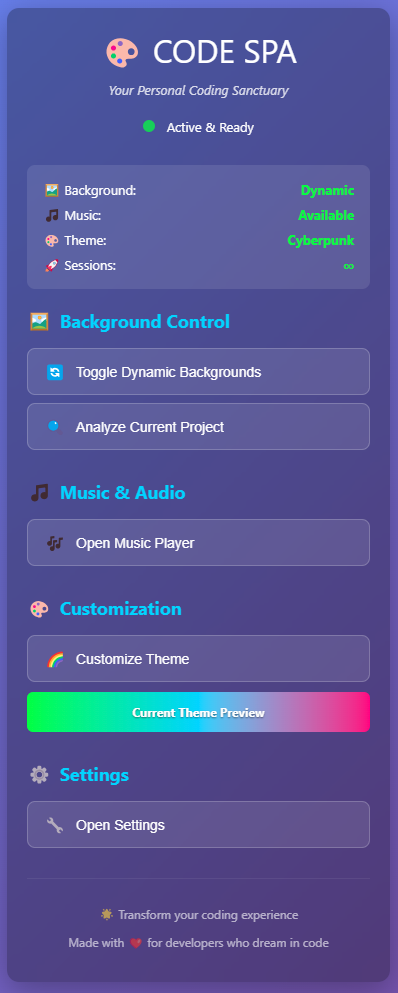 CODE SPA
Your Personal Coding Sanctuary
Active & Ready
Background: Dynamic
Music: Available
Theme: Cyberpunk
Sessions: ∞
Background Control
Toggle Dynamic Backgrounds
Analyze Current Project
Music & Audio
Open Music Player
Customization
Customize Theme
Current Theme Preview
Settings
Open Settings
Transform your coding experience
Made with ❤️ for developers who dream in code